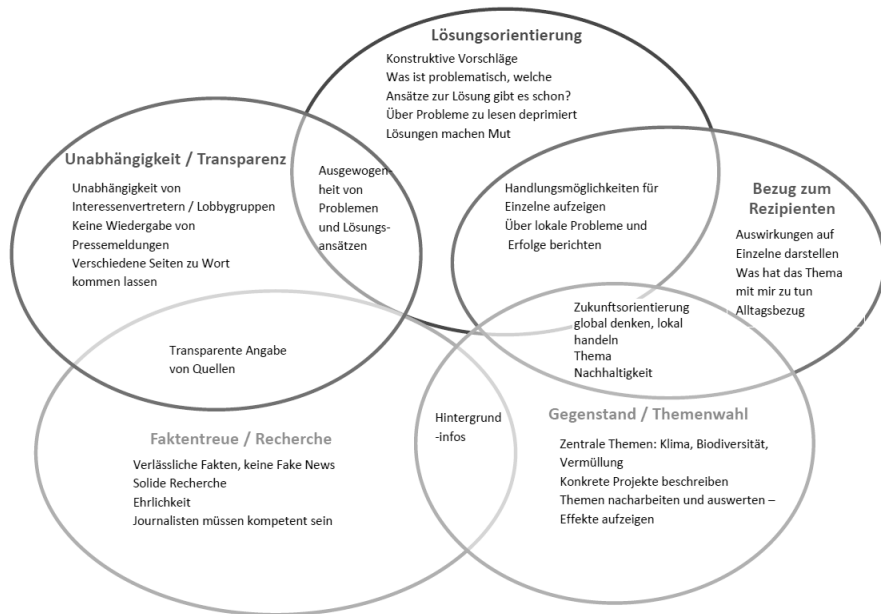 Lösungsorientierung
Konstruktive Vorschläge
Was ist problematisch, welche
Ansätze zur Lösung gibt es schon?
Über Probleme zu lesen deprimiert
Lösungen machen Mut
Unabhängigkeit / Transparenz
Unabhängigkeit von
Interessenvertretern / Lobbygruppen
Keine Wiedergabe von
Pressemeldungen
Verschiedene Seiten zu Wort
kommen lassen
Ausgewogen-
heit von
Problemen
und Lösungs-
ansätzen
Handlungsmöglichkeiten für
Einzelne aufzeigen
Über lokale Probleme und
Erfolge berichten
Bezug zum
Rezipienten
Auswirkungen auf
Einzelne darstellen
Was hat das Thema
mit mir zu tun
Alltagsbezug
Zukunftsorientierung
global denken, lokal
handeln
Thema
Nachhaltigkeit
Transparente Angabe
von Quellen
Hintergrund
-infos
Faktentreue / Recherche
Verlässliche Fakten, keine Fake News
Solide Recherche
Ehrlichkeit
Journalisten müssen kompetent sein
Gegenstand / Themenwahl
Zentrale Themen: Klima, Biodiversität,
Vermüllung
Konkrete Projekte beschreiben
Themen nacharbeiten und auswerten –
Effekte aufzeigen